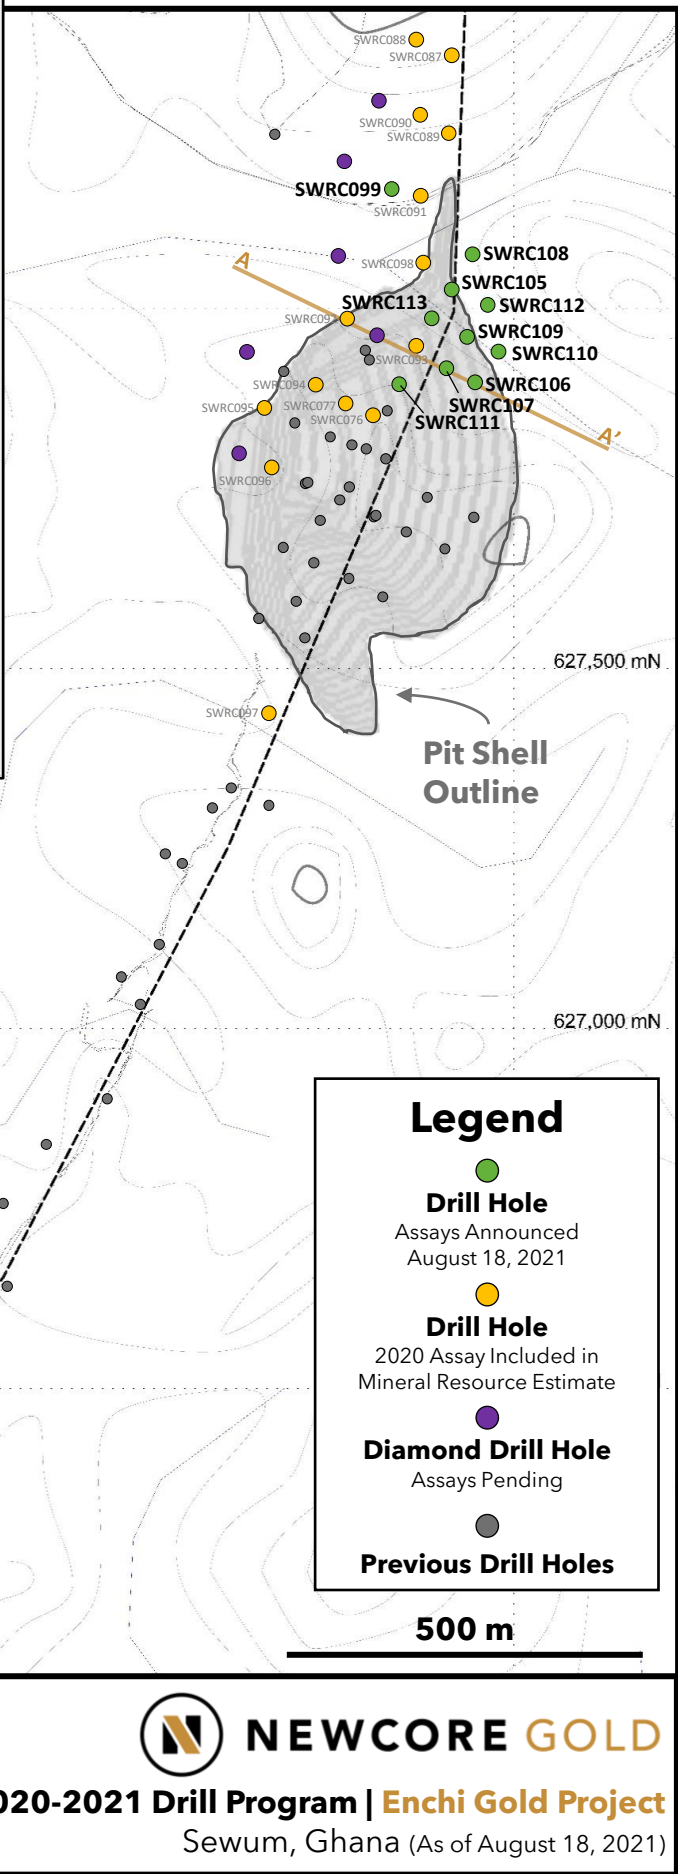 SWRC088
SWRC087
SWRC090
SWRC089
SWRC099
SWRC091
A
SWRC098
SWRC108
SWRC105
SWRC113
SWRC112
SWRC109
SWRC093
SWRC110
SWRC094
SWRC106
SWRC107
SWRC095
SWRC077
SWRC076
SWRC111
A'
SWRC096
627,500 mN
SWRC097
Pit Shell
Outline
627,000 mN
Legend
Drill Hole
Assays Announced
August 18, 2021
Drill Hole
2020 Assay Included in
Mineral Resource Estimate
Diamond Drill Hole
Assays Pending
Previous Drill Holes
500 m
N NEWCORE GOLD
020-2021 Drill Program | Enchi Gold Project
Sewum, Ghana (As of August 18, 2021)